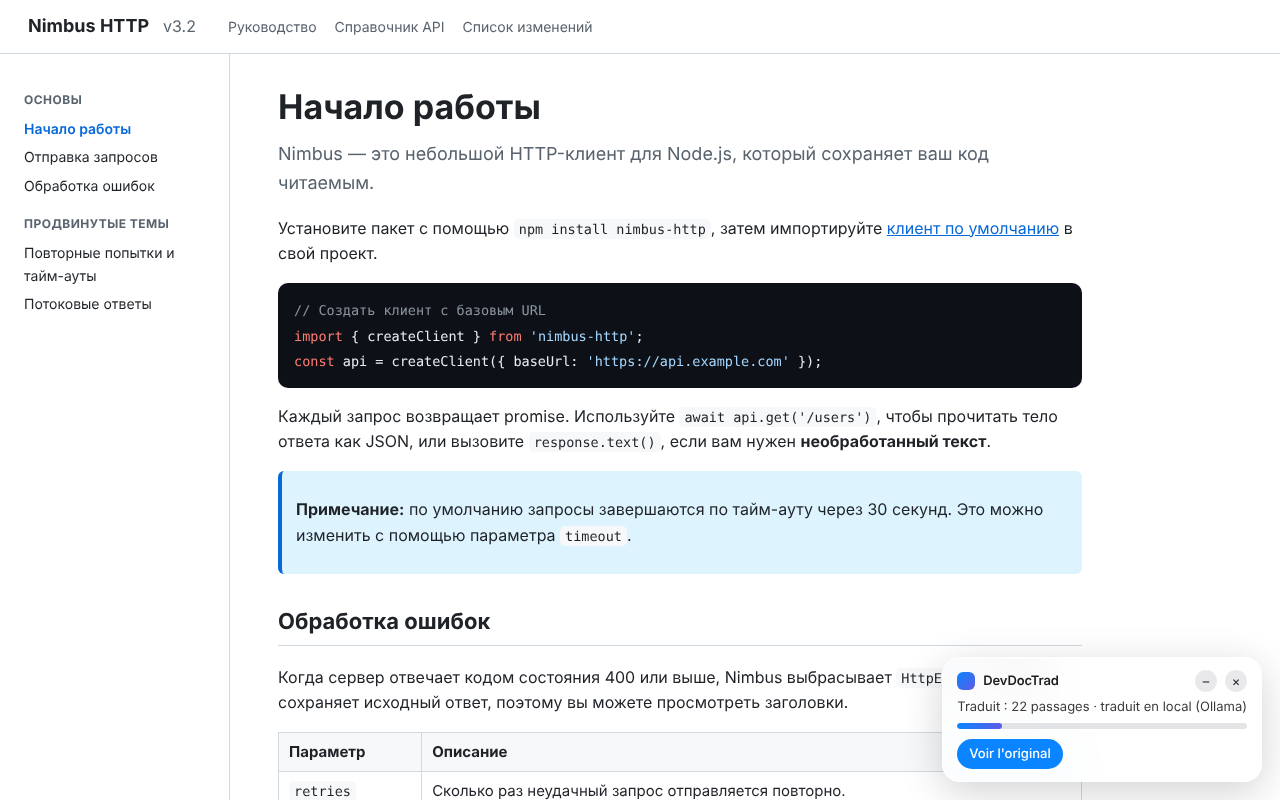 Nimbus HTTP v3.2 Руководство Справочник API Список изменений
ОСНОВЫ
Начало работы
Отправка запросов
Обработка ошибок
ПРОДВИНУТЫЕ ТЕМЫ
Повторные попытки и
тайм-ауты
Потоковые ответы
Начало работы
Nimbus — это небольшой HTTP-клиент для Node.js, который сохраняет ваш код
читаемым.
Установите пакет с помощью npm install nimbus-http, затем импортируйте клиент по умолчанию в
свой проект.
// Создать клиент с базовым URL
import { createClient } from 'nimbus-http';
const api = createClient({ baseUrl: 'https://api.example.com' });
Каждый запрос возвращает promise. Используйте await api.get('/users'), чтобы прочитать тело
ответа как JSON, или вызовите response.text(), если вам нужен необработанный текст.
Примечание: по умолчанию запросы завершаются по тайм-ауту через 30 секунд. Это можно
изменить с помощью параметра timeout.
Обработка ошибок
Когда сервер отвечает кодом состояния 400 или выше, Nimbus выбрасывает
сохраняет исходный ответ, поэтому вы можете просмотреть заголовки.
Параметр Описание
retries Сколько раз неудачный запрос отправляется повторно.
DevDocTrad
Traduit : 22 passages · traduit en local (Ollama)
Voir l'original